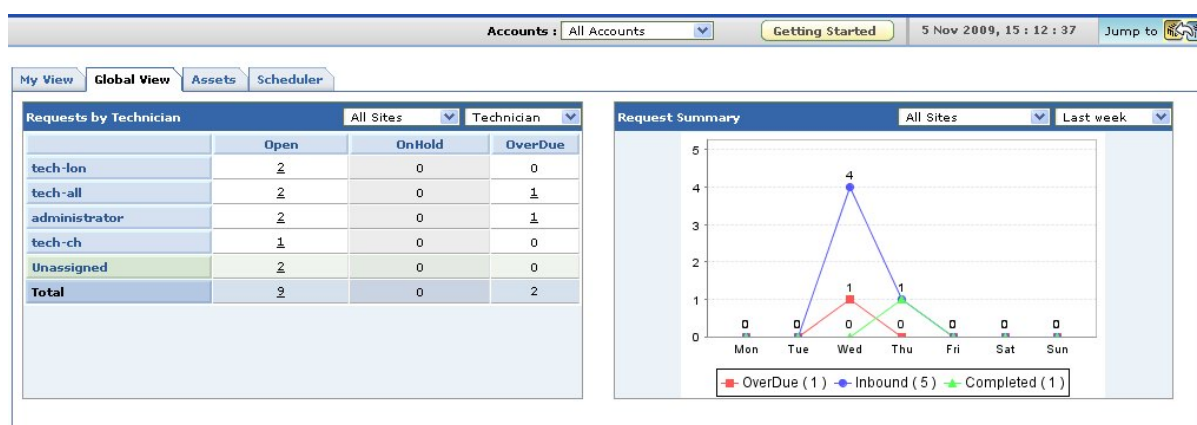 Accounts : All Accounts Getting Started 5 Nov 2009, 15 : 12 : 37 Jump to
My View Global View Assets Scheduler
Requests by Technician All Sites Technician
Open OnHold OverDue
tech-lon 2 0 0
tech-all 2 0 1
administrator 2 0 1
tech-ch 1 0 0
Unassigned 2 0 0
Total 9 0 2
Request Summary All Sites Last week
5
4
4
3
2
1 1 1
0 0 0 0 0 0 0
0
Mon Tue Wed Thu Fri Sat Sun
OverDue ( 1 ) Inbound ( 5 ) Completed ( 1 )